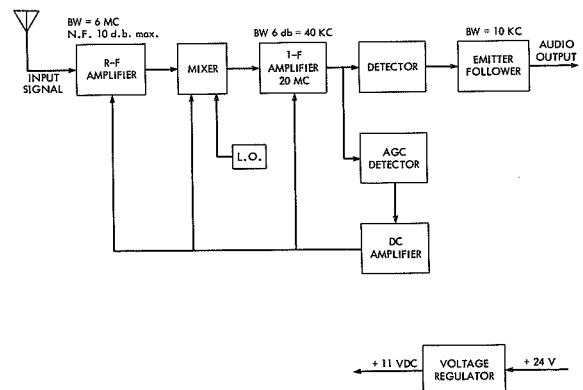 BW = 6 MC
N.F. 10 d.b. max.
BW 6 db = 40 KC
BW = 10 KC
INPUT
SIGNAL
R-F
AMPLIFIER
MIXER
I-F
AMPLIFIER
20 MC
DETECTOR
EMITTER
FOLLOWER
AUDIO
OUTPUT
L.O.
AGC
DETECTOR
DC
AMPLIFIER
+ 11 VDC
VOLTAGE
REGULATOR
+ 24 V